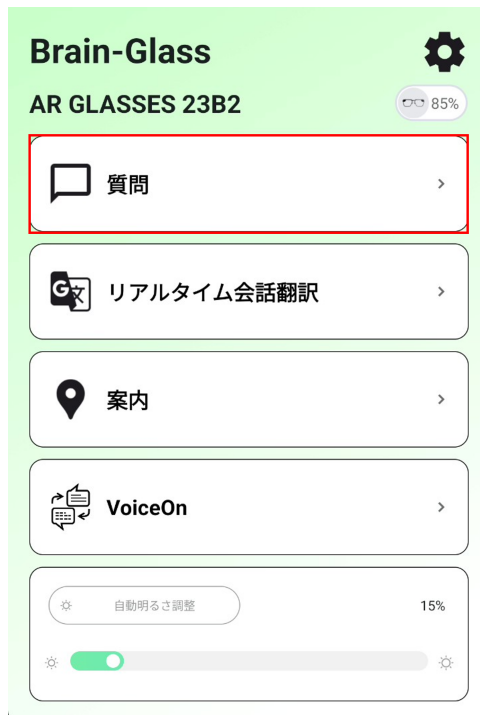 Brain-Glass
AR GLASSES 23B2
85%
質問
リアルタイム会話翻訳
案内
VoiceOn
自動明るさ調整
15%